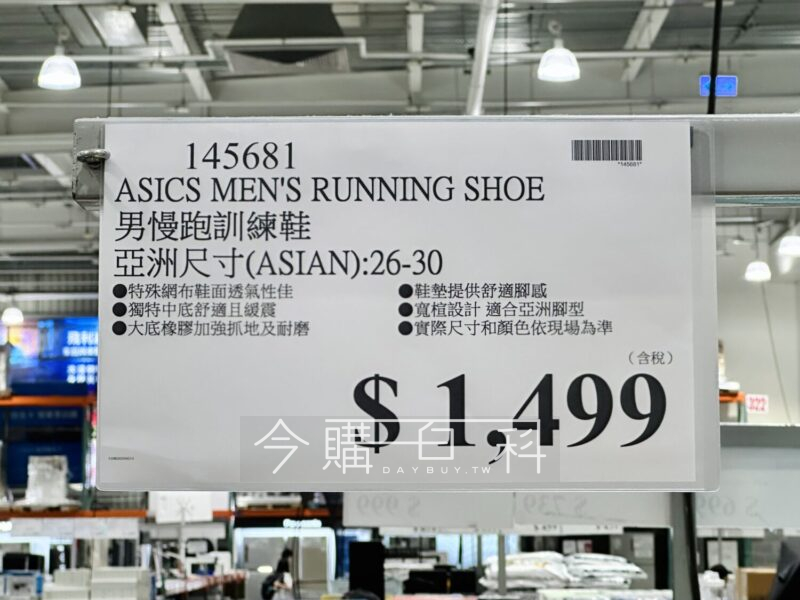 145681
*145681*
ASICS MEN'S RUNNING SHOE
男慢跑訓練鞋
亞洲尺寸(ASIAN):26-30
●特殊網布鞋面透氣性佳
●鞋墊提供舒適腳感
●獨特中底舒適且緩震
●寬楦設計 適合亞洲腳型
●大底橡膠加強抓地及耐磨
●實際尺寸和顏色依現場為準
(含稅)
$ 1,499
今購百科
DAYBUY.TW